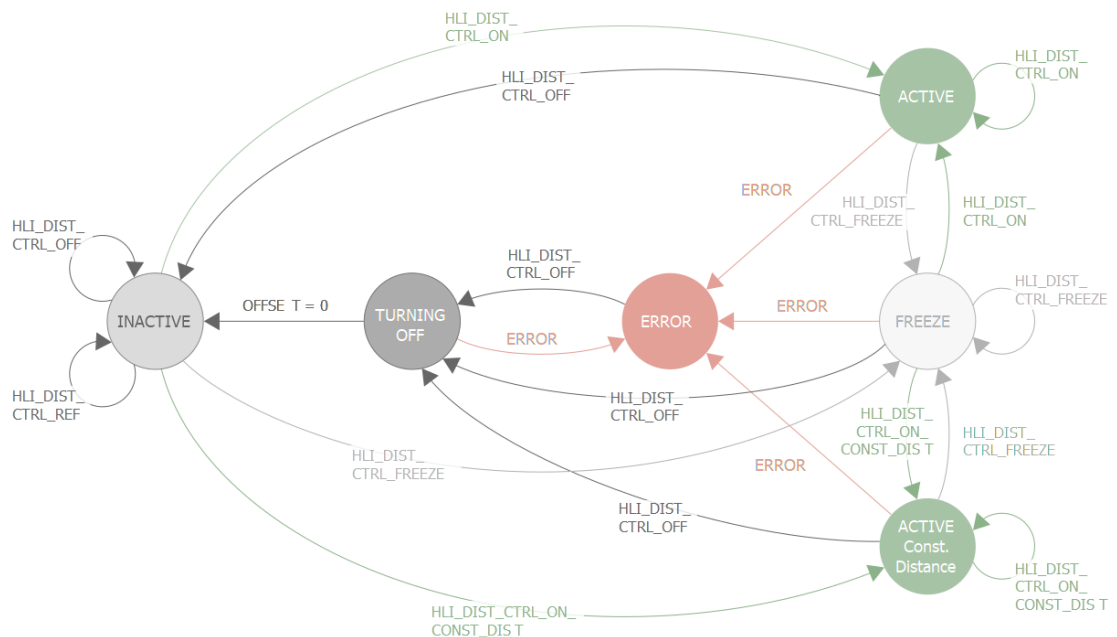 HLI_DIST_
CTRL_ON
HLI_DIST_
CTRL_OFF
ACTIVE
HLI_DIST_
CTRL_ON
ERROR
HLI_DIST_
CTRL_FREEZE
HLI_DIST_
CTRL_ON
HLI_DIST_
CTRL_OFF
HLI_DIST_
CTRL_OFF
HLI_DIST_
CTRL_FREEZE
INACTIVE
OFFSE T = 0
TURNING
OFF
ERROR
ERROR
ERROR
FREEZE
HLI_DIST_
CTRL_REF
HLI_DIST_
CTRL_OFF
HLI_DIST_
CTRL_ON_
CONST_DIS T
HLI_DIST_
CTRL_FREEZE
HLI_DIST_
CTRL_FREEZE
ERROR
HLI_DIST_
CTRL_OFF
ACTIVE
Const.
Distance
HLI_DIST_
CTRL_ON_
CONST_DIS T
HLI_DIST_CTRL_ON_
CONST_DIS T